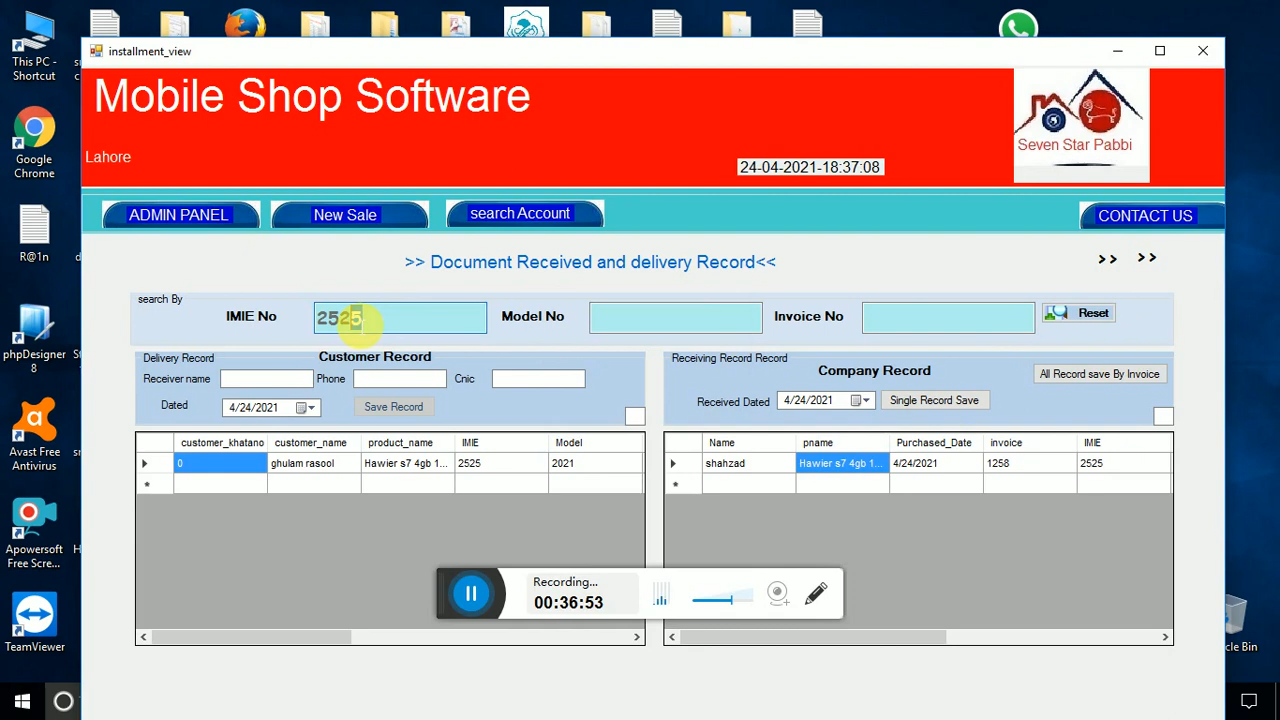 This PC - Shortcut
Google Chrome
R@1n
phpDesigner 8
Avast Free Antivirus
Apowersoft Free Scre...
TeamViewer
installment_view
Mobile Shop Software
Lahore
24-04-2021-18:37:08
Seven Star Pabbi
ADMIN PANEL
New Sale
search Account
CONTACT US
>> Document Received and delivery Record<<
>> >>
search By
IMIE No
2525
Model No
Invoice No
Reset
Delivery Record
Customer Record
Receiver name
Phone
Cnic
Dated
4/24/2021
Save Record
Receiving Record Record
Company Record
All Record save By Invoice
Received Dated
4/24/2021
Single Record Save
customer_khatano customer_name product_name IMIE Model
0 ghulam rasool Hawier s7 4gb 1... 2525 2021
Name pname Purchased_Date invoice IMIE
shahzad Hawier s7 4gb 1... 4/24/2021 1258 2525
Recording...
00:36:53
cle Bin